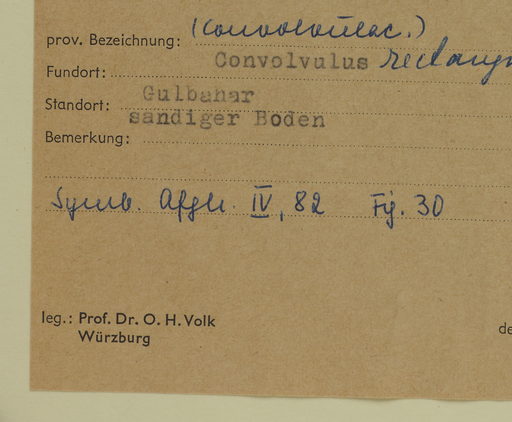 (Convolvulac.)
prov. Bezeichnung:
Convolvulus
Fundort:
Gulbahar
Standort:
sandiger Boden
Bemerkung:
Symb. Afgh. IV, 82 Fig. 30
leg.: Prof. Dr. O. H. Volk
Würzburg